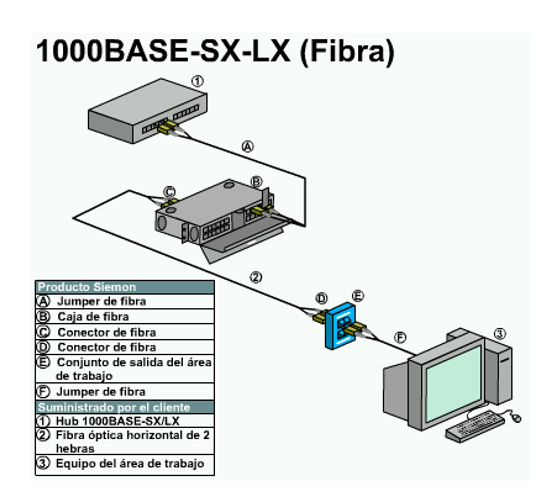 1000BASE-SX-LX (Fibra)
1
A
B
C
2
D
E
F
3
Producto Siemon
A Jumper de fibra
B Caja de fibra
C Conector de fibra
D Conector de fibra
E Conjunto de salida del área
de trabajo
F Jumper de fibra
Suministrado por el cliente
1 Hub 1000BASE-SX/LX
2 Fibra óptica horizontal de 2
hebras
3 Equipo del área de trabajo